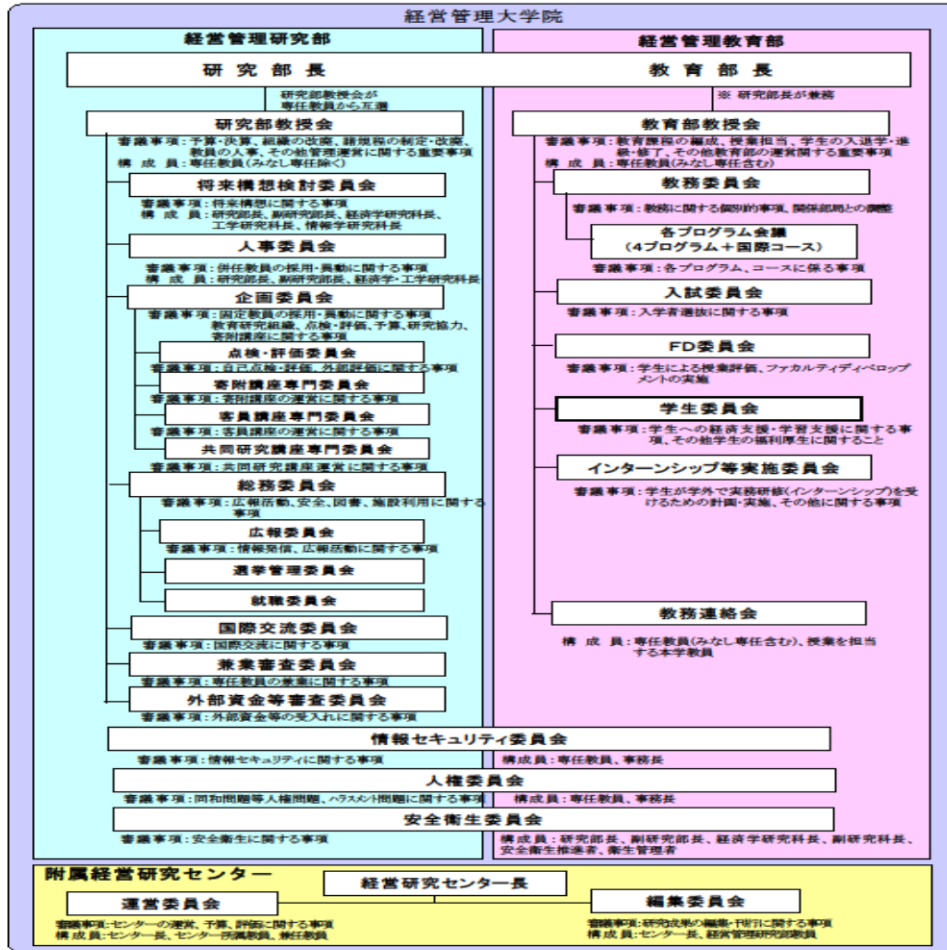 経営管理大学院
経営管理研究部
研究部長
研究部教授会が
専任教員から互選
研究部教授会
審議事項：予算・決算、組織の改廃、諸規程の制定・改廃、
教員の人事、その他管理運営に関する重要事項
構成員：専任教員(みなし専任除く)
将来構想検討委員会
審議事項：将来構想に関する事項
構成員：研究部長、副研究部長、経済学研究科長、
工学研究科長、情報学研究科長
人事委員会
審議事項：併任教員の採用・異動に関する事項
構成員：研究部長、副研究部長、経済学・工学研究科長
企画委員会
審議事項：固定教員の採用・異動に関する事項
教育研究組織、点検・評価、予算、研究協力、
寄附講座に関する事項
点検・評価委員会
審議事項：自己点検・評価、外部評価に関する事項
寄附講座専門委員会
審議事項：寄附講座の運営に関する事項
客員講座専門委員会
審議事項：客員講座の運営に関する事項
共同研究講座専門委員会
審議事項：共同研究講座運営に関する事項
総務委員会
審議事項：広報活動、安全、図書、施設利用に関する
事項
広報委員会
審議事項：情報発信、広報活動に関する事項
選挙管理委員会
就職委員会
国際交流委員会
審議事項：国際交流に関する事項
兼業審査委員会
審議事項：専任教員の兼業に関する事項
外部資金等審査委員会
審議事項：外部資金等の受入れに関する事項
経営管理教育部
教育部長
※ 研究部長が兼務
教育部教授会
審議事項：教育課程の編成、授業担当、学生の入退学・進
級・修了、その他教育部の運営関する重要事項
構成員：専任教員(みなし専任含む)
教務委員会
審議事項：教務に関する個別的事項、関係部局との調整
各プログラム会議
(4プログラム＋国際コース)
審議事項：各プログラム、コースに係る事項
入試委員会
審議事項：入学者選抜に関する事項
FD委員会
審議事項：学生による授業評価、ファカルティディベロップ
メントの実施
学生委員会
審議事項：学生への経済支援・学習支援に関する事
項、その他学生の福利厚生に関すること
インターンシップ等実施委員会
審議事項：学生が学外で実務研修(インターンシップ)を受
けるための計画・実施、その他に関する事項
教務連絡会
構成員：専任教員(みなし専任含む)、授業を担当
する本学教員
情報セキュリティ委員会
審議事項：情報セキュリティに関する事項
構成員：専任教員、事務長
人権委員会
審議事項：同和問題等人権問題、ハラスメント問題に関する事項
構成員：専任教員、事務長
安全衛生委員会
審議事項：安全衛生に関する事項
構成員：研究部長、副研究部長、経済学研究科長、副研究科長、
安全衛生推進者、衛生管理者
附属経営研究センター
経営研究センター長
運営委員会
審議事項：センターの運営、予算、評価に関する事項
構成員：センター長、センター所属教員、兼任教員
編集委員会
審議事項：研究成果の編集・刊行に関する事項
構成員：センター長、経営管理研究部教員